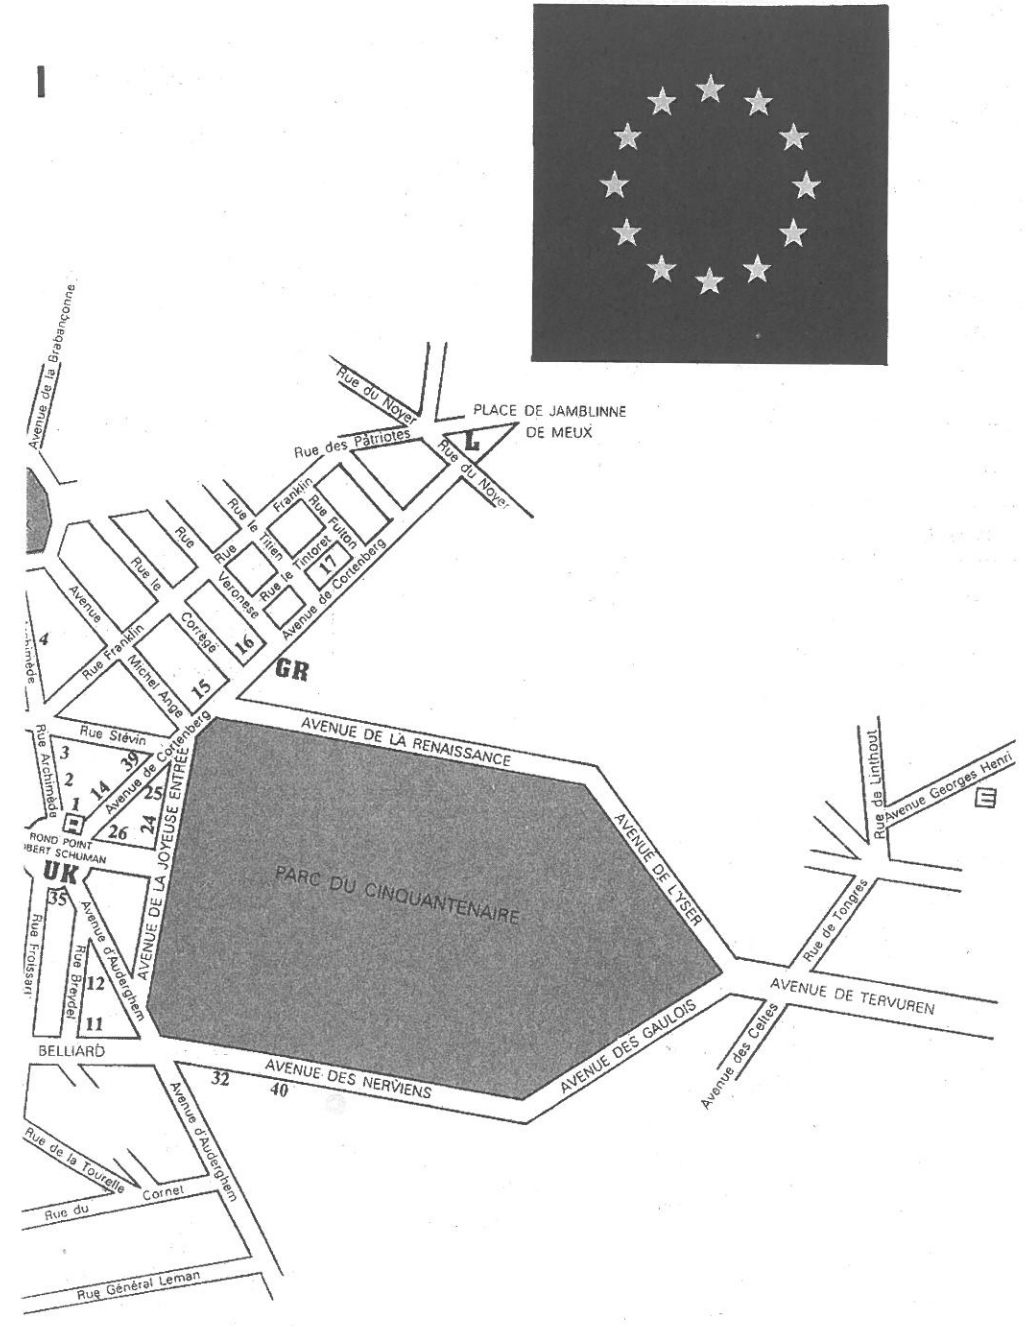 I
Avenue de la Brabançonne
Rue du Noyer
PLACE DE JAMBLINNE
DE MEUX
L
Rue des Patriotes
Rue du Noyer
Franklin
Rue Fulton
Rue le Titien
Rue le Tintoret
17
Rue
Rue
Veronese
Avenue de Cortenberg
Rue le
Corrège
16
Avenue
4
Rue Franklin
Michel Ange
15
GR
Rue Stévin
Avenue de Cortenberg
AVENUE DE LA RENAISSANCE
Rue Archimède
3
2
1
14
39
25
24
26
AVENUE DE LA JOYEUSE ENTRÉE
ROND POINT
OBERT SCHUMAN
UK
35
PARC DU CINQUANTENAIRE
AVENUE DE L'YSER
Rue de Linthout
Avenue Georges Henri
E
Rue de Tongres
Rue Froissart
Rue Breydel
Avenue d'Auderghem
12
11
BELLIARD
AVENUE DE TERVUREN
Avenue des Celtes
AVENUE DES GAULOIS
AVENUE DES NERVIENS
32
40
Avenue d'Auderghem
Rue de la Tourelle
Rue du Cornet
Rue Général Leman